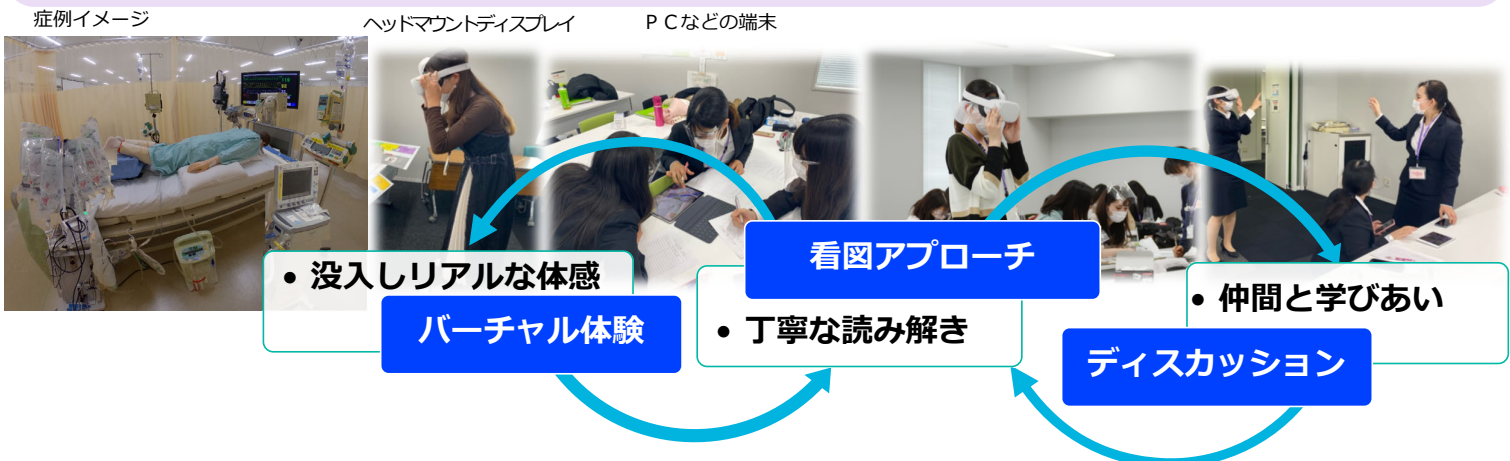 症例イメージ
ヘッドマウントディスプレイ
ＰＣなどの端末
看図アプローチ
• 没入しリアルな体感
バーチャル体験
• 丁寧な読み解き
• 仲間と学びあい
ディスカッション